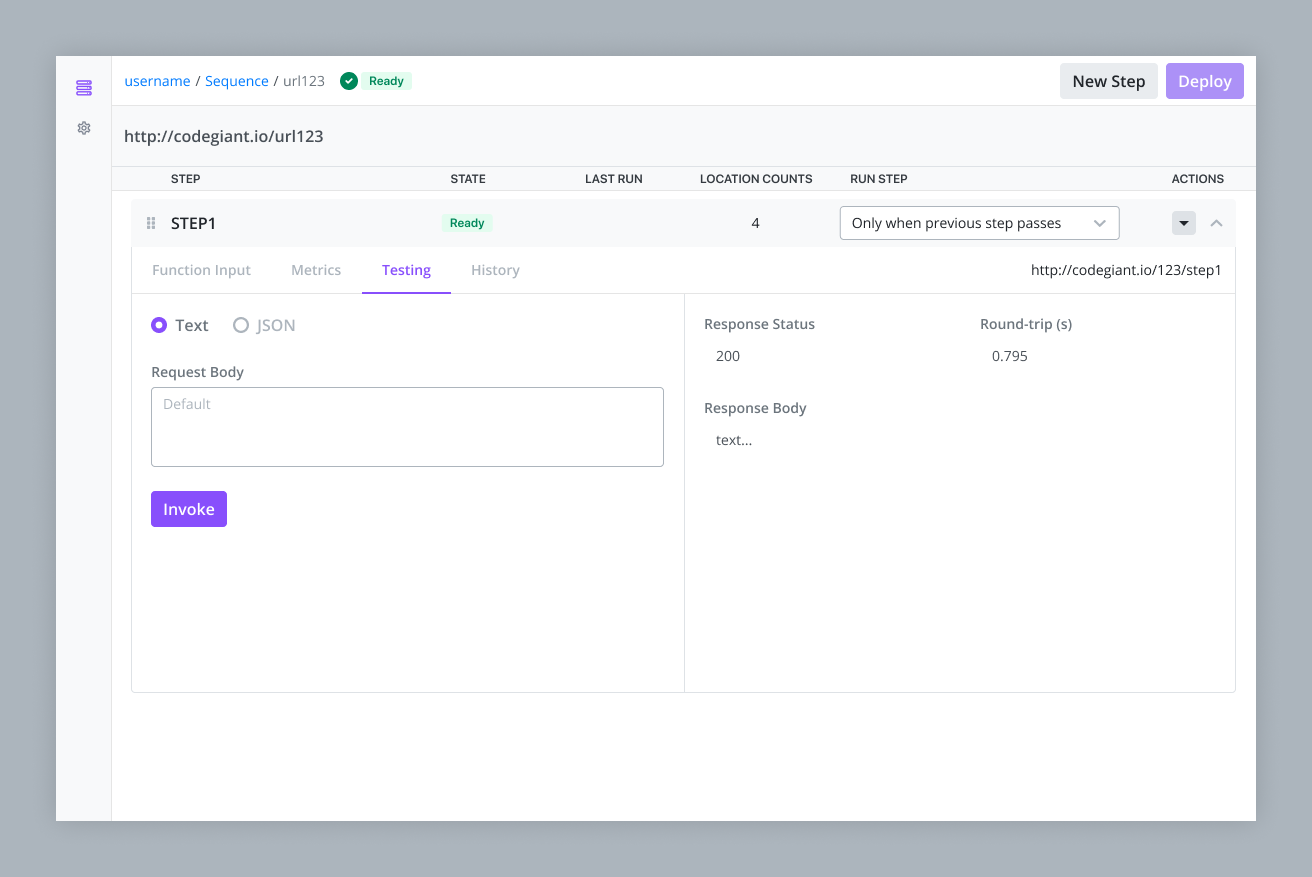 username / Sequence / url123 Ready New Step Deploy
http://codegiant.io/url123
STEP STATE LAST RUN LOCATION COUNTS RUN STEP ACTIONS
STEP1 Ready 4 Only when previous step passes
Function Input Metrics Testing History http://codegiant.io/123/step1
Text JSON
Request Body
Default
Invoke
Response Status Round-trip (s)
200 0.795
Response Body
text...